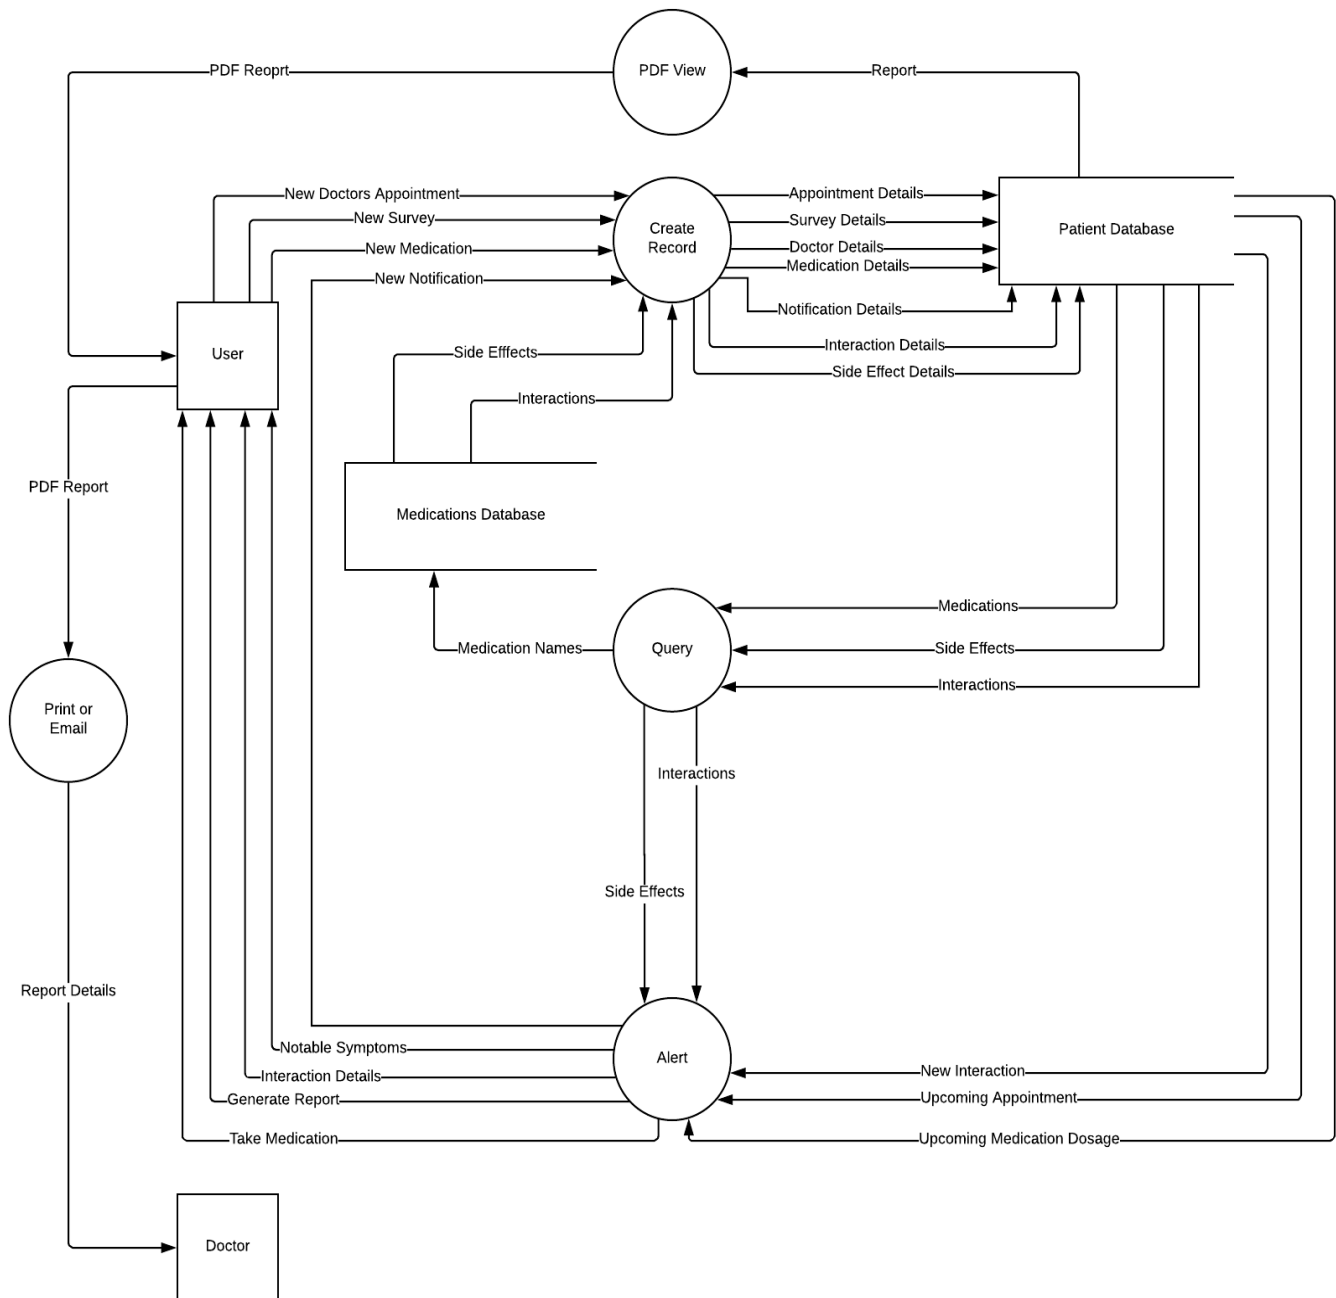 PDF View
PDF Reoprt
Report
New Doctors Appointment
New Survey
New Medication
New Notification
Create
Record
Appointment Details
Survey Details
Doctor Details
Medication Details
Notification Details
Interaction Details
Side Effect Details
Patient Database
User
Side Efffects
Interactions
PDF Report
Medications Database
Medications
Side Effects
Interactions
Query
Medication Names
Print or
Email
Interactions
Side Effects
Report Details
Alert
Notable Symptoms
Interaction Details
Generate Report
Take Medication
New Interaction
Upcoming Appointment
Upcoming Medication Dosage
Doctor